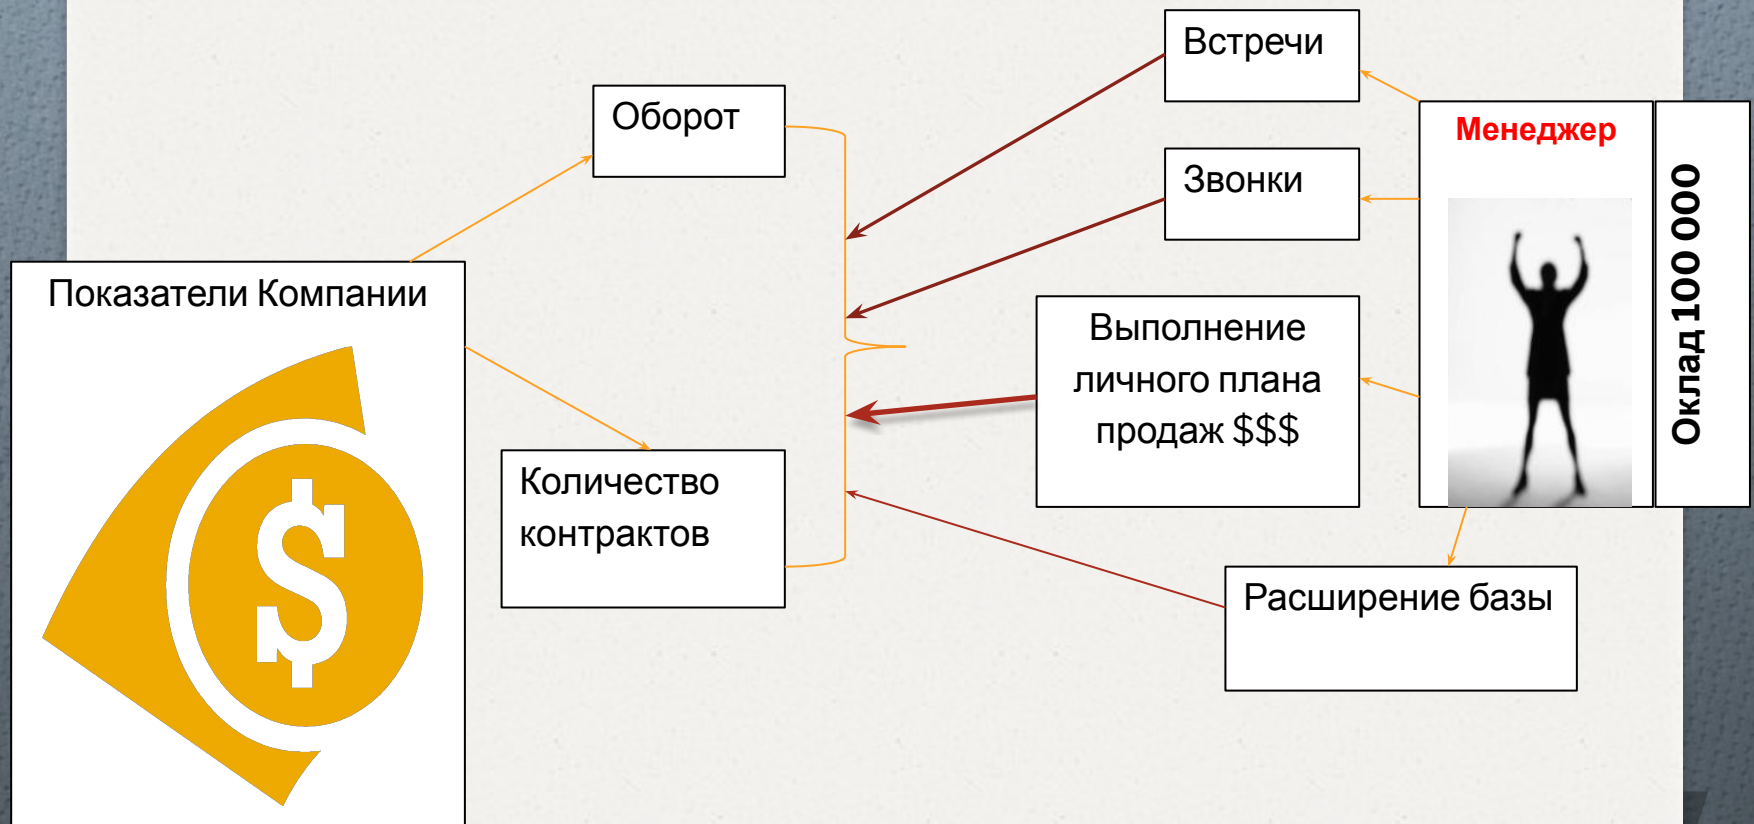 Встречи
Оборот
Менеджер
Звонки
Оклад 100 000
Показатели Компании
Выполнение
личного плана
продаж $$$
Количество
контрактов
$
Расширение базы